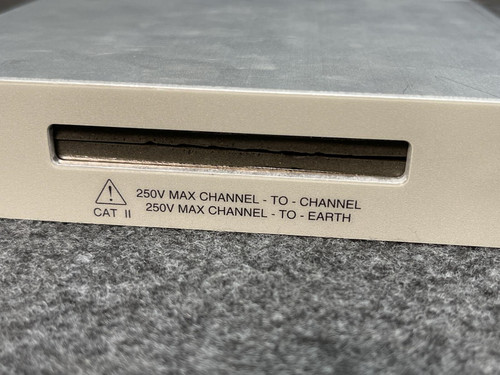 250V MAX CHANNEL - TO - CHANNEL
CAT II 250V MAX CHANNEL - TO - EARTH